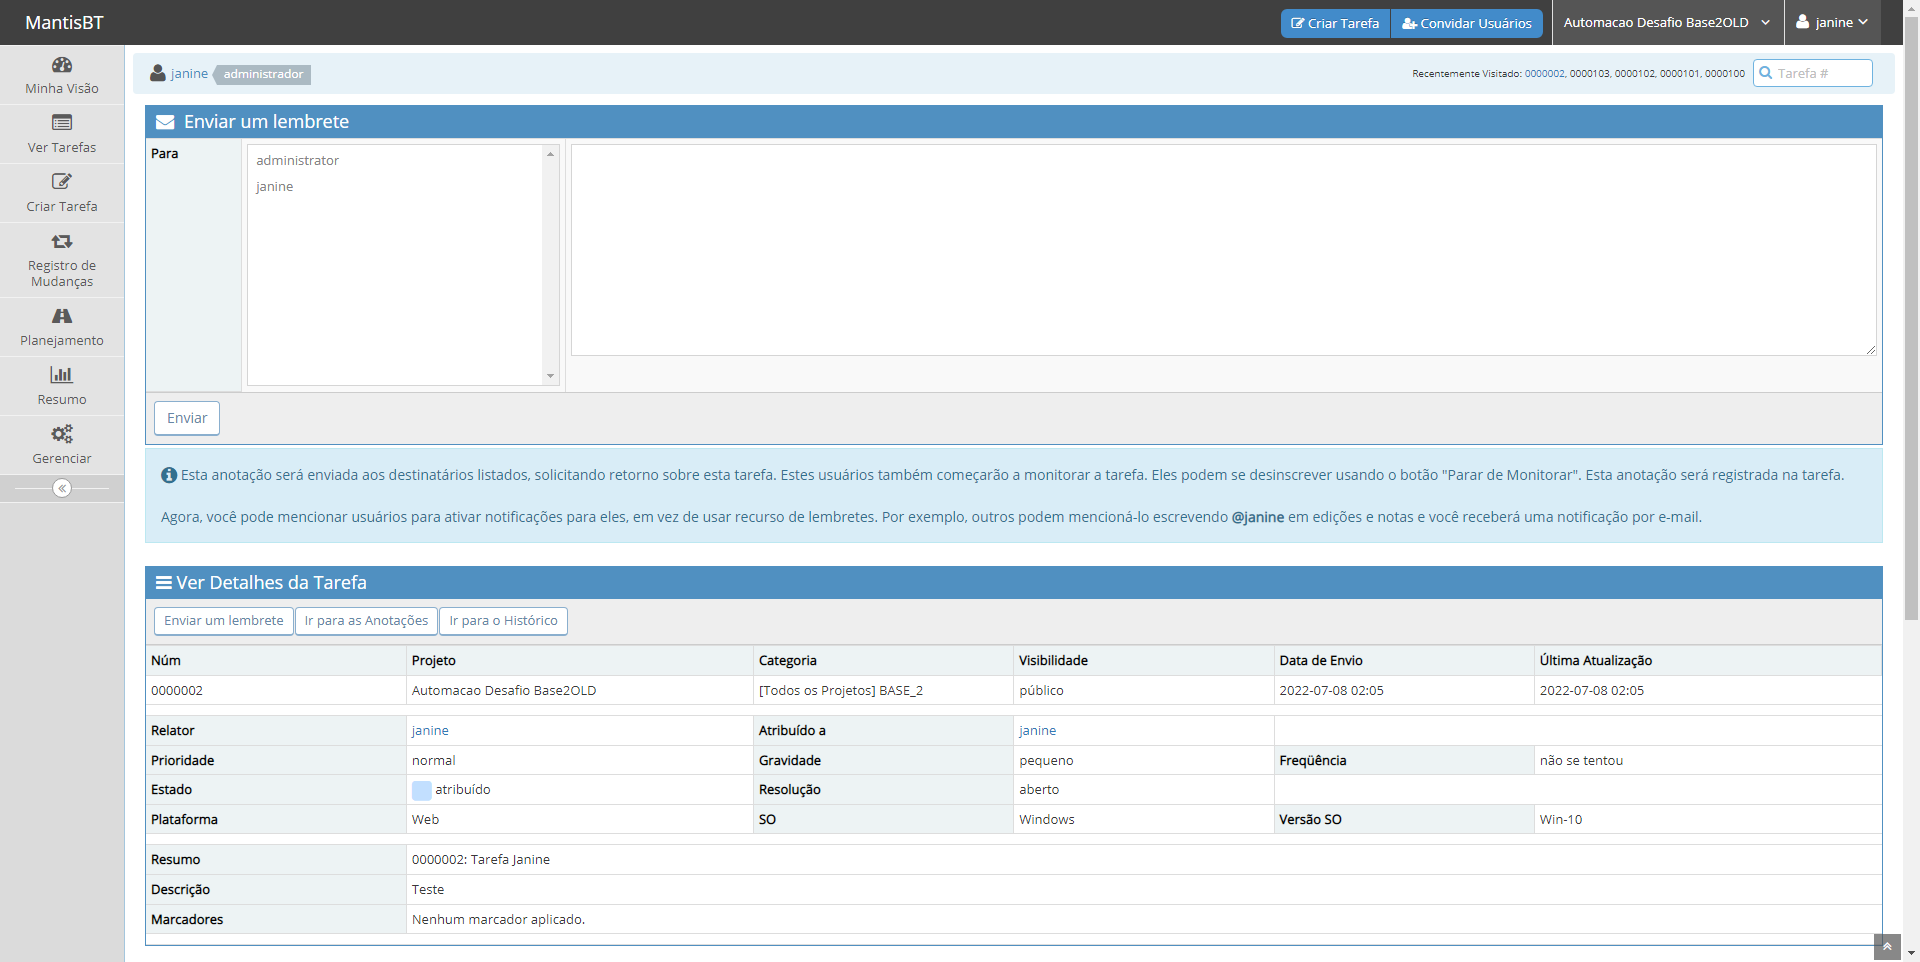 MantisBT
Criar Tarefa
Convidar Usuários
Automacao Desafio Base2OLD
janine
Minha Visão
Ver Tarefas
Criar Tarefa
Registro de
Mudanças
Planejamento
Resumo
Gerenciar
janine administrador
Recentemente Visitado: 0000002, 0000103, 0000102, 0000101, 0000100
Tarefa #
Enviar um lembrete
Para
administrator
janine
Enviar
Esta anotação será enviada aos destinatários listados, solicitando retorno sobre esta tarefa. Estes usuários também começarão a monitorar a tarefa. Eles podem se desinscrever usando o botão "Parar de Monitorar". Esta anotação será registrada na tarefa.
Agora, você pode mencionar usuários para ativar notificações para eles, em vez de usar recurso de lembretes. Por exemplo, outros podem mencioná-lo escrevendo @janine em edições e notas e você receberá uma notificação por e-mail.
Ver Detalhes da Tarefa
Enviar um lembrete Ir para as Anotações Ir para o Histórico
Núm Projeto Categoria Visibilidade Data de Envio Última Atualização
0000002 Automacao Desafio Base2OLD [Todos os Projetos] BASE_2 público 2022-07-08 02:05 2022-07-08 02:05
Relator janine Atribuído a janine
Prioridade normal Gravidade pequeno Freqüência não se tentou
Estado atribuído Resolução aberto
Plataforma Web SO Windows Versão SO Win-10
Resumo 0000002: Tarefa Janine
Descrição Teste
Marcadores Nenhum marcador aplicado.